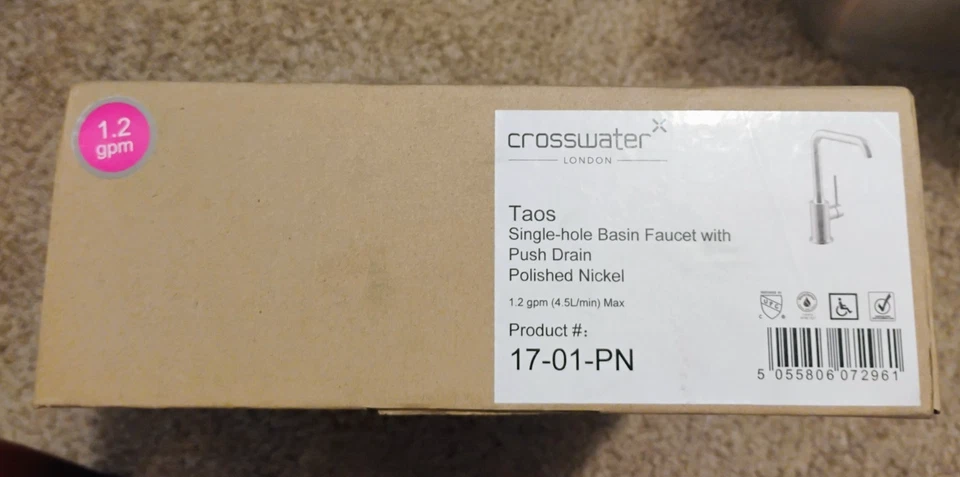 1.2
gpm
crosswater
LONDON
Taos
Single-hole Basin Faucet with
Push Drain
Polished Nickel
1.2 gpm (4.5L/min) Max
Product #:
17-01-PN
UPC
C ®
5 055806 072961